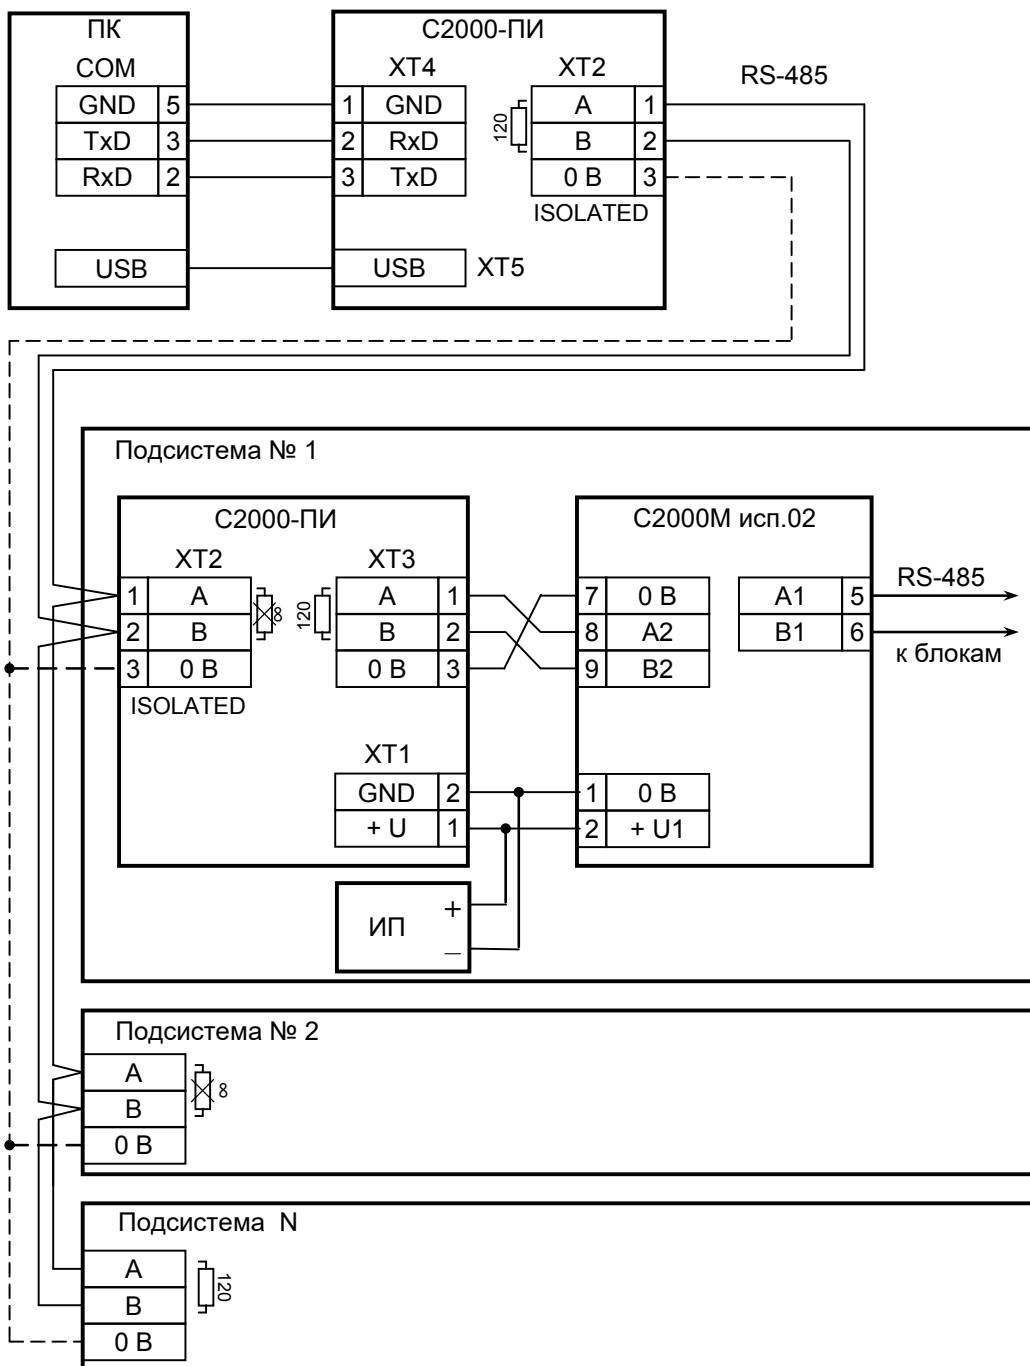 ПК
COM
GND 5
TxD 3
RxD 2
USB
С2000-ПИ
XT4
1 GND
2 RxD
3 TxD
USB XT5
XT2
120
A 1
B 2
0 В 3
ISOLATED
RS-485
Подсистема № 1
С2000-ПИ
XT2
1 A
2 B
3 0 В
ISOLATED
∞
120
XT3
A 1
B 2
0 В 3
XT1
GND 2
+ U 1
ИП + –
С2000М исп.02
7 0 В
8 A2
9 B2
1 0 В
2 + U1
A1 5
B1 6
RS-485
к блокам
Подсистема № 2
A
B
0 В
∞
Подсистема N
A
B
0 В
120